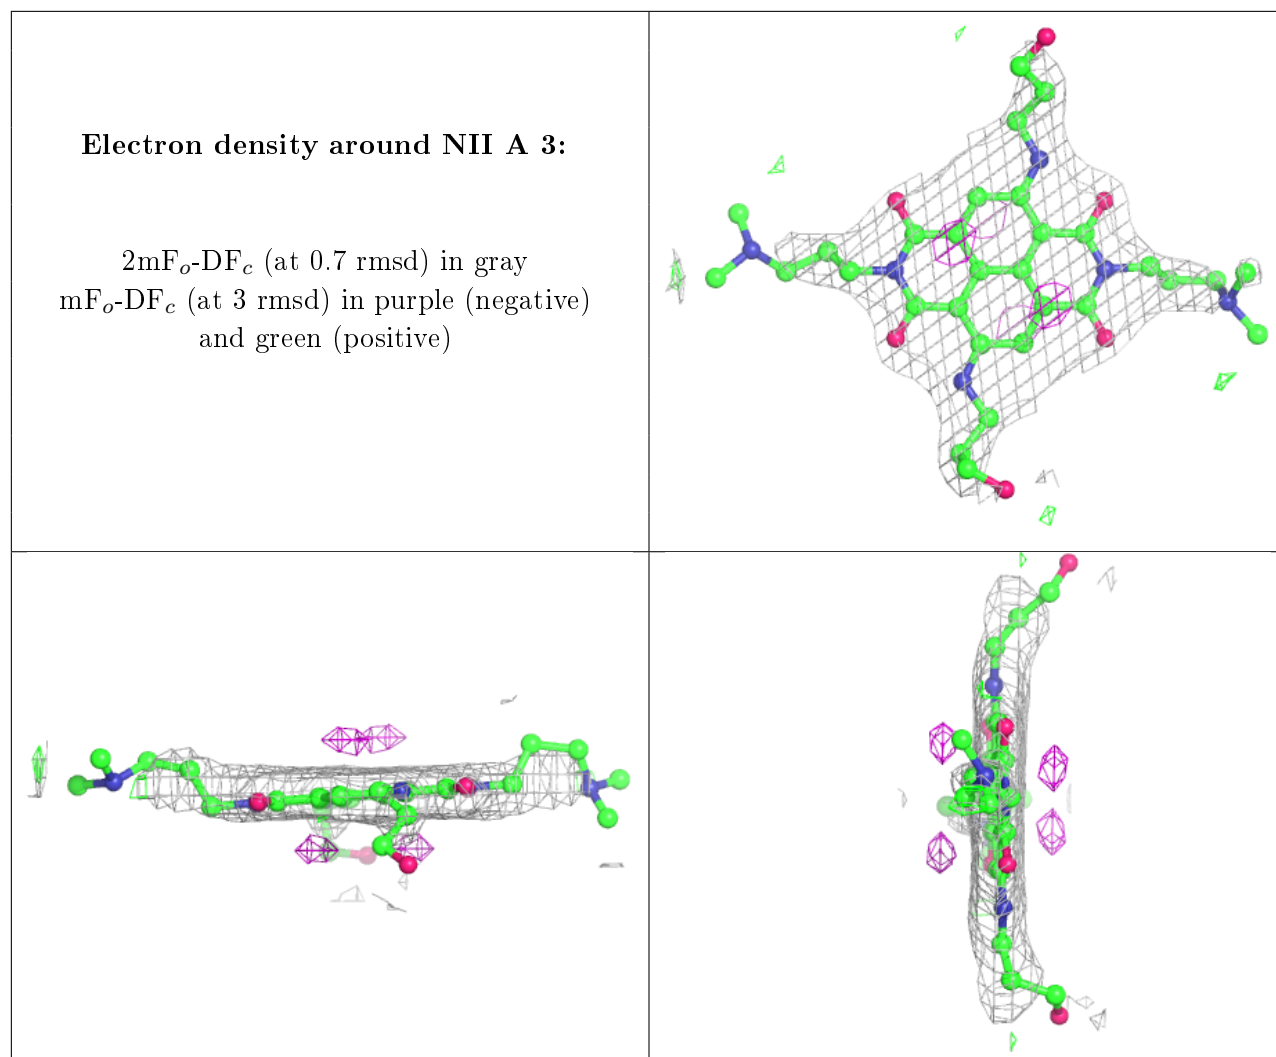 Electron density around NII A 3:
2mFₒ-DF𝒸 (at 0.7 rmsd) in gray
mFₒ-DF𝒸 (at 3 rmsd) in purple (negative)
and green (positive)